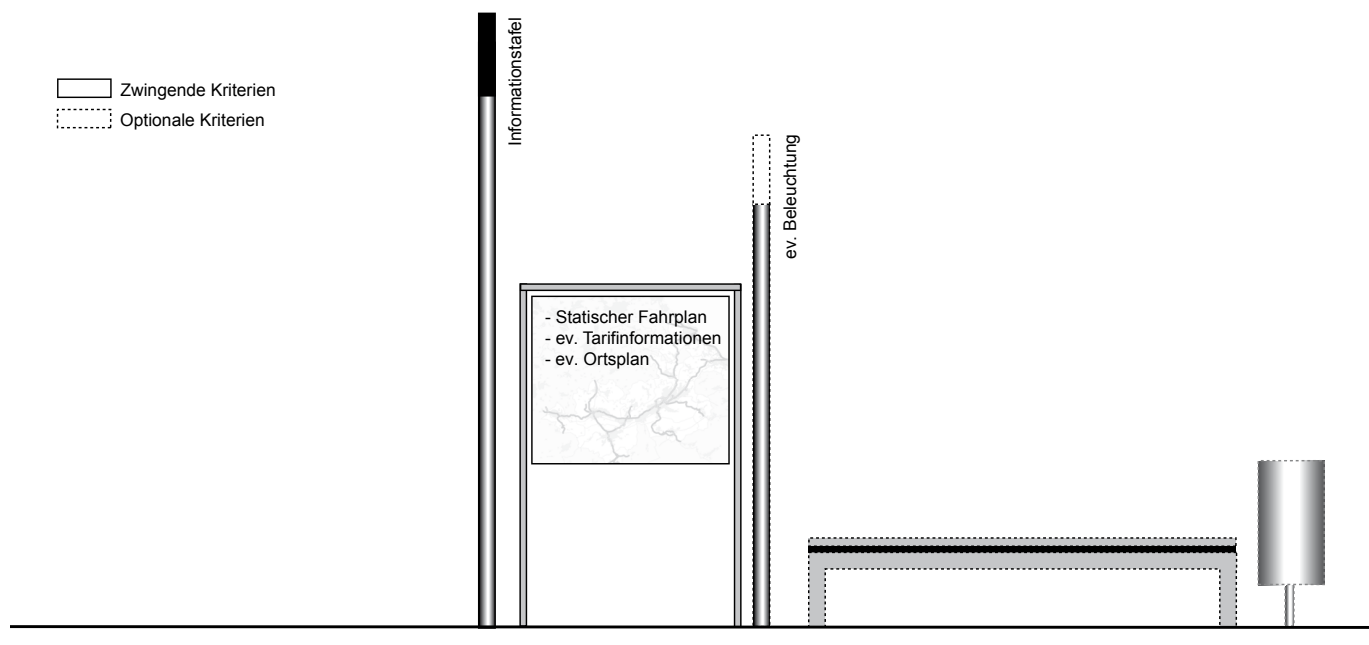 Zwingende Kriterien
Optionale Kriterien
Informationstafel
ev. Beleuchtung
- Statischer Fahrplan
- ev. Tarifinformationen
- ev. Ortsplan